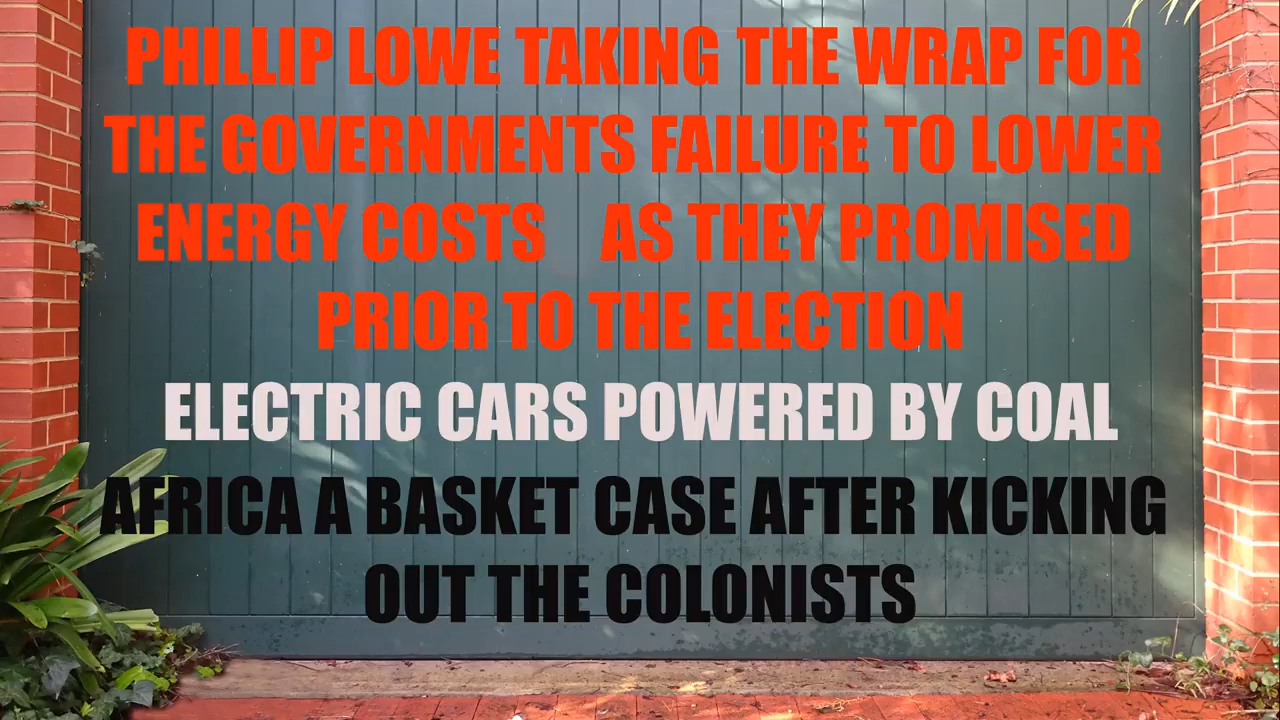 PHILLIP LOWE TAKING THE WRAP FOR
THE GOVERNMENTS FAILURE TO LOWER
ENERGY COSTS AS THEY PROMISED
PRIOR TO THE ELECTION
ELECTRIC CARS POWERED BY COAL
AFRICA A BASKET CASE AFTER KICKING
OUT THE COLONISTS